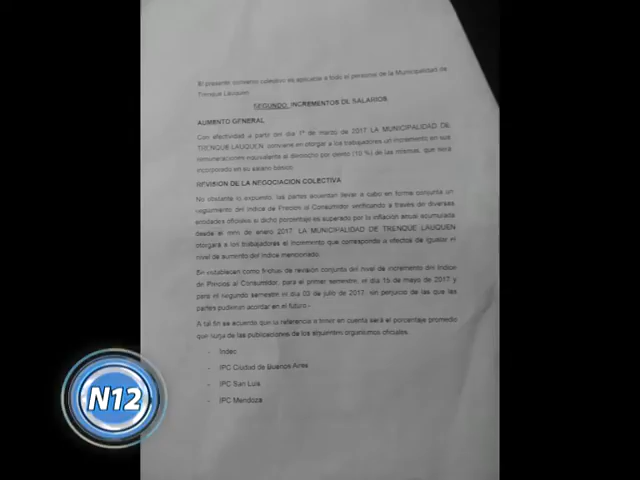 El presente convenio colectivo es aplicable a todo el personal de la Municipalidad de
Trenque Lauquen
SEGUNDO: INCREMENTOS DE SALARIOS.
AUMENTO GENERAL
Con efectividad a partir del día 1º de marzo de 2017 LA MUNICIPALIDAD DE
TRENQUE LAUQUEN conviene en otorgar a los trabajadores un incremento en sus
remuneraciones equivalente al dieciocho por ciento % de las mismas, que será
incorporado en su salario básico.
REVISION DE LA NEGOCIACIÓN COLECTIVA
No obstante lo expuesto, las partes acuerdan llevar a cabo en forma conjunta un
seguimiento del Indice de Precios al Consumidor verificando a través de diversas
entidades oficiales si dicho porcentaje es superado por la inflación anual acumulada
desde el mes de enero 2017. LA MUNICIPALIDAD DE TRENQUE LAUQUEN
otorgará a los trabajadores el incremento que corresponda a efectos de igualar el
nivel de aumento del índice mencionado.
Se establecen como fechas de revisión conjunta del nivel de incremento del Indice
de Precios al Consumidor, para el primer semestre, el día 15 de mayo de 2017 y
para el segundo semestre el día 03 de julio de 2017, sin perjuicio de las que las
partes pudieran acordar en el futuro.-
A tal fin se acuerda que la referencia a tener en cuenta será el porcentaje promedio
que surja de las publicaciones de los siguientes organismos oficiales.
- Indec
- IPC Ciudad de Buenos Aires
- IPC San Luis
- IPC Mendoza
N12